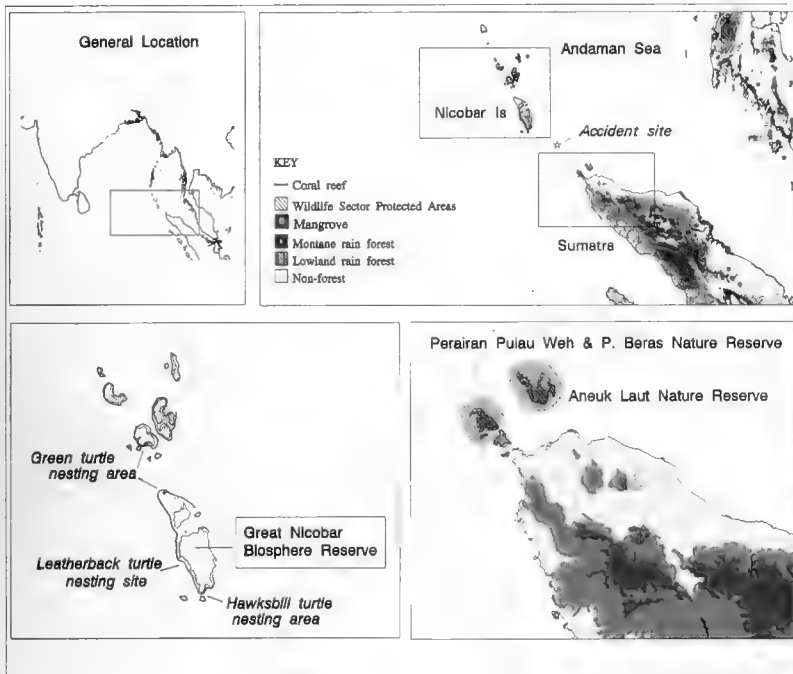 General Location
Andaman Sea
Nicobar Is
Accident site
KEY
Coral reef
Wildlife Sector Protected Areas
Mangrove
Montane rain forest
Lowland rain forest
Non-forest
Sumatra
Green turtle
nesting area
Great Nicobar
Biosphere Reserve
Leatherback turtle
nesting site
Hawksbill turtle
nesting area
Perairan Pulau Weh & P. Beras Nature Reserve
Aneuk Laut Nature Reserve